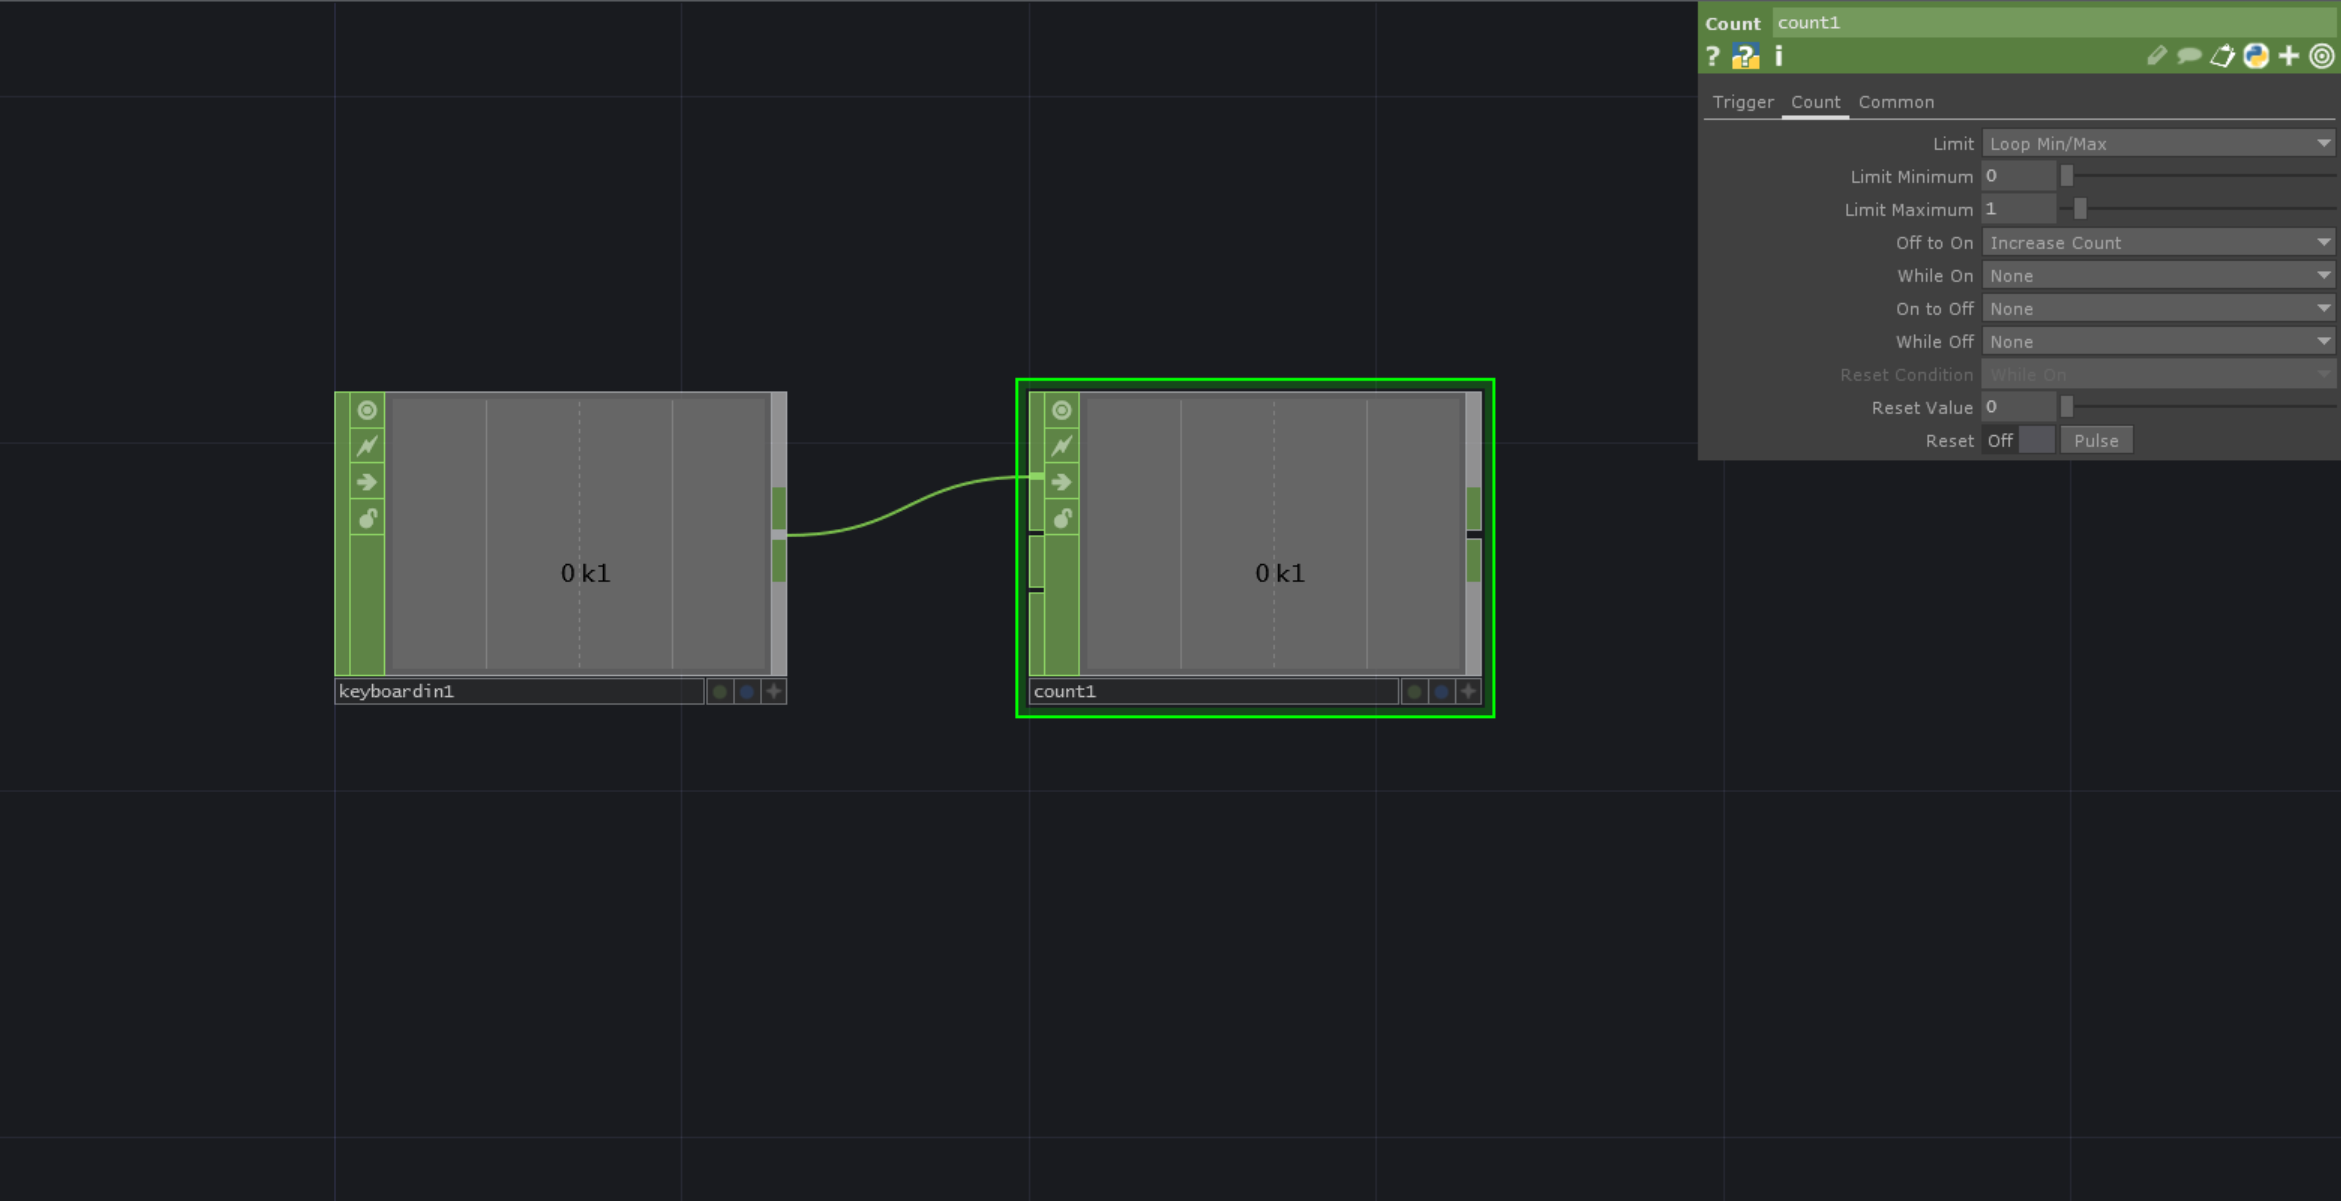 Count count1
? ? i
Trigger Count Common
Limit Loop Min/Max
Limit Minimum 0
Limit Maximum 1
Off to On Increase Count
While On None
On to Off None
While Off None
Reset Condition While On
Reset Value 0
Reset Off Pulse
0 k1
0 k1
keyboardin1
count1